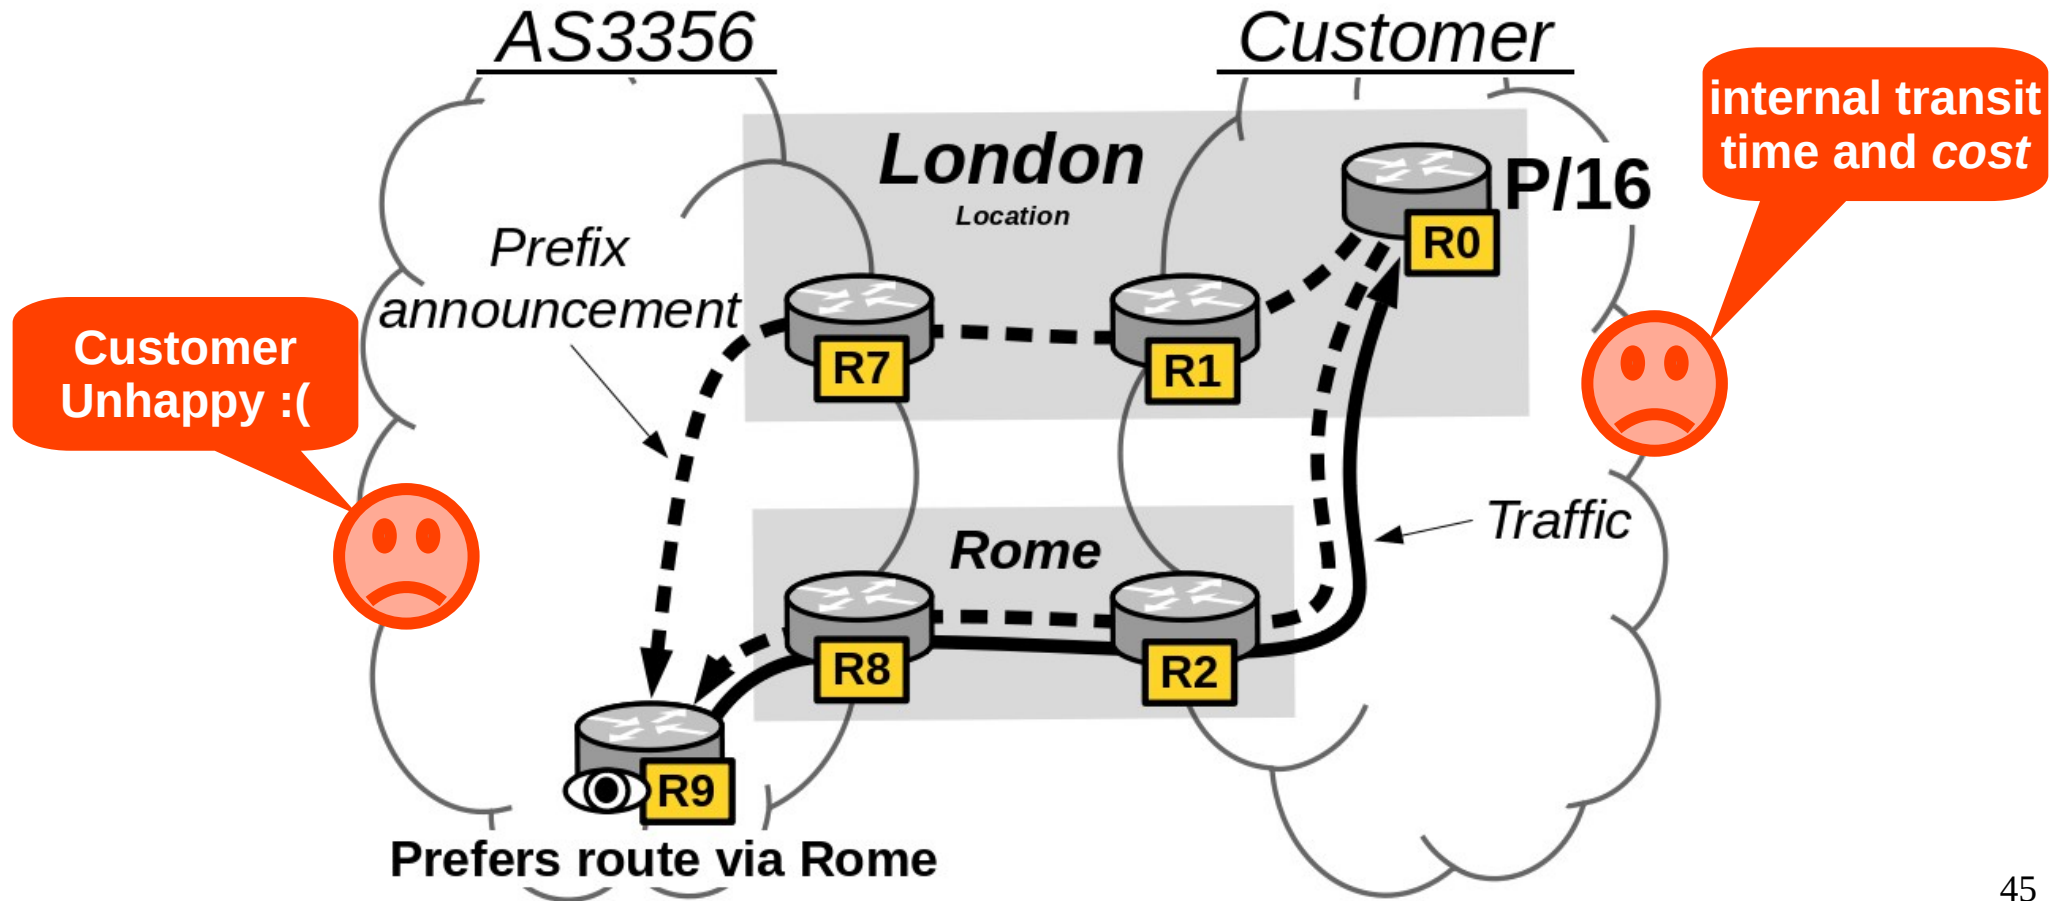 AS3356
Customer
internal transit
time and cost
London
Location
P/16
R0
Prefix
announcement
Customer
Unhappy :(
R7
R1
Traffic
Rome
R8
R2
R9
Prefers route via Rome
45